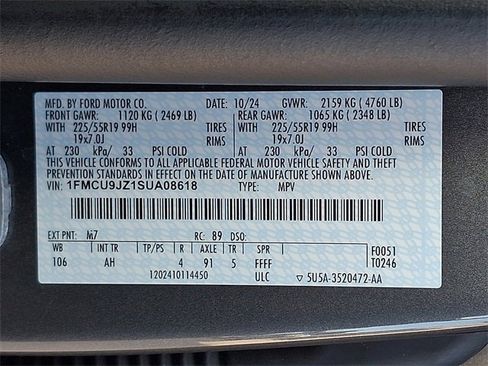 MFD. BY FORD MOTOR CO. DATE: 10/24 GVWR: 2159 KG ( 4760 LB)
FRONT GAWR: 1120 KG ( 2469 LB) REAR GAWR: 1065 KG ( 2348 LB)
WITH 225/55R19 99H TIRES WITH 225/55R19 99H TIRES
19x7.0J RIMS 19x7.0J RIMS
AT 230 kPa/ 33 PSI COLD AT 230 kPa/ 33 PSI COLD
THIS VEHICLE CONFORMS TO ALL APPLICABLE FEDERAL MOTOR VEHICLE SAFETY AND THEFT
PREVENTION STANDARDS IN EFFECT ON THE DATE OF MANUFACTURE SHOWN ABOVE.
VIN: 1FMCU9JZ1SUA08618 TYPE: MPV
EXT PNT: M7 RC: 89 DSO:
WB INT TR TP/PS R AXLE TR SPR F0051
106 AH 4 91 5 FFFF T0246
1202410114450 ULC 5U5A-3520472-AA